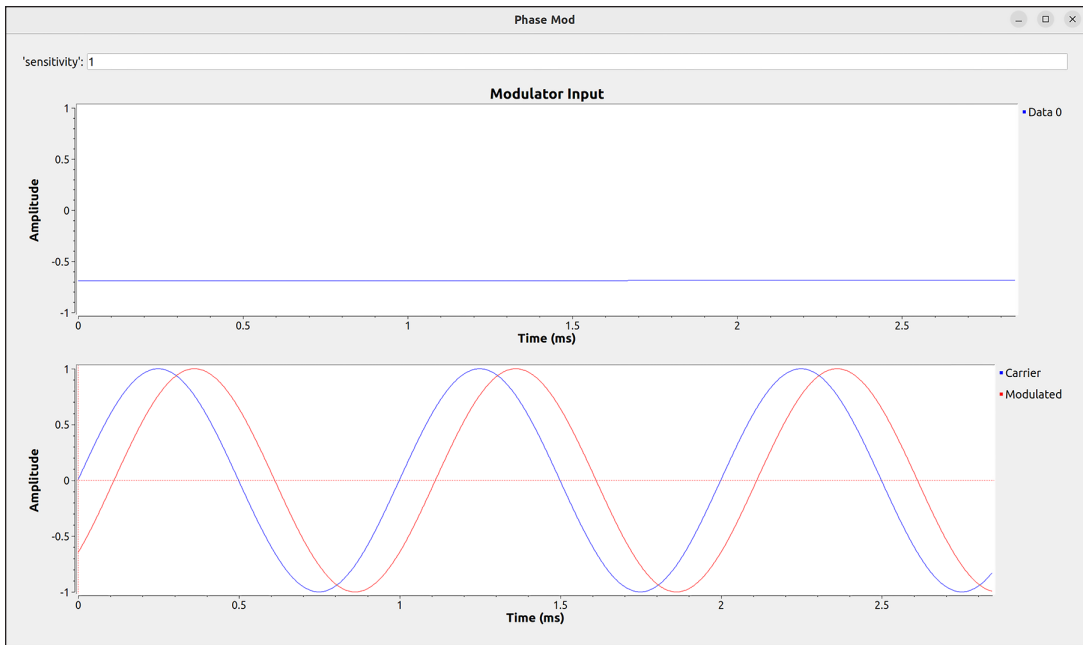 Phase Mod
'sensitivity': 1
Modulator Input
Data 0
Amplitude
1
0.5
0
-0.5
-1
0 0.5 1 1.5 2 2.5
Time (ms)
Carrier
Modulated
Amplitude
1
0.5
0
-0.5
-1
0 0.5 1 1.5 2 2.5
Time (ms)